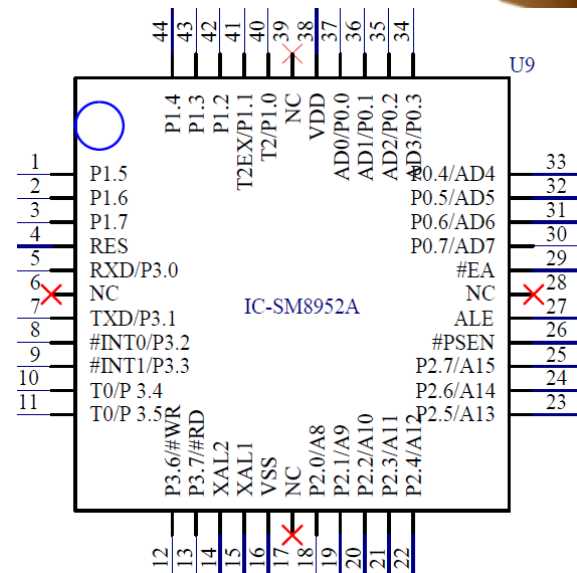 44 43 42 41 40 39 38 37 36 35 34
U9
P1.4 P1.3 P1.2 T2EX/P1.1 T2/P1.0 NC VDD AD0/P0.0 AD1/P0.1 AD2/P0.2 AD3/P0.3
1 P1.5 P0.4/AD4 33
2 P1.6 P0.5/AD5 32
3 P1.7 P0.6/AD6 31
4 RES P0.7/AD7 30
5 RXD/P3.0 #EA 29
6 NC NC 28
IC-SM8952A
7 TXD/P3.1 ALE 27
8 #INT0/P3.2 #PSEN 26
9 #INT1/P3.3 P2.7/A15 25
10 T0/P 3.4 P2.6/A14 24
11 T0/P 3.5 P2.5/A13 23
P3.6/#WR P3.7/#RD XAL2 XAL1 VSS NC P2.0/A8 P2.1/A9 P2.2/A10 P2.3/A11 P2.4/A12
12 13 14 15 16 17 18 19 20 21 22